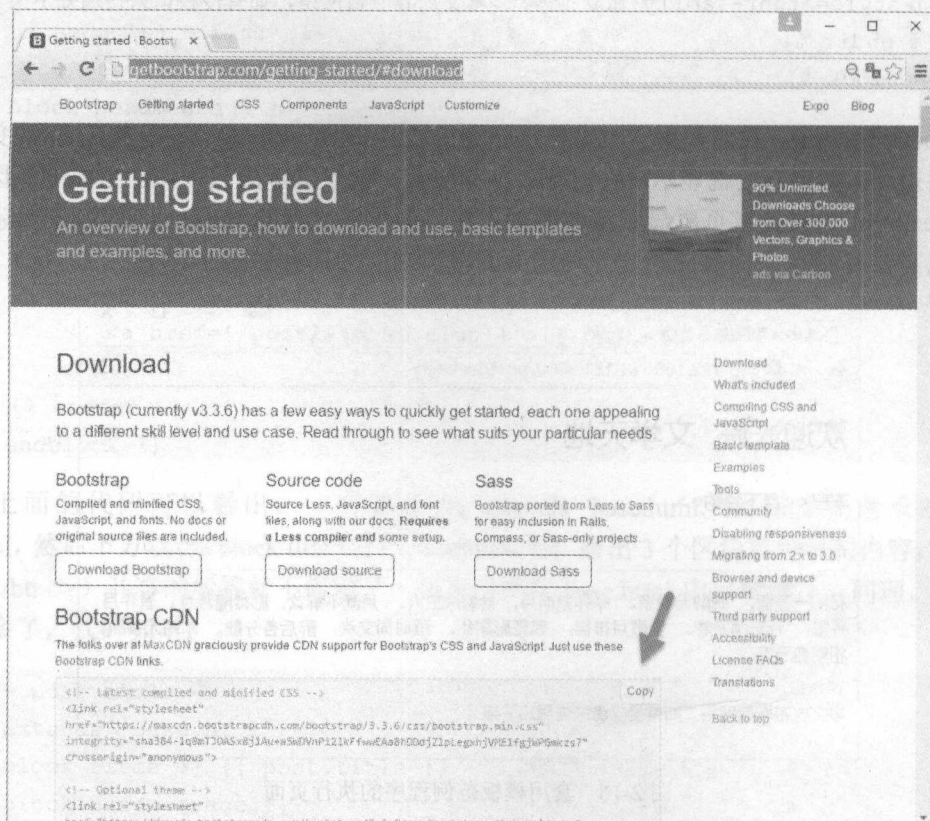 Getting started · Bootst
getbootstrap.com/getting-started/#download
Bootstrap Getting started CSS Components JavaScript Customize Expo Blog
Getting started
An overview of Bootstrap, how to download and use, basic templates
and examples, and more.
90% Unlimited
Downloads Choose
from Over 300,000
Vectors, Graphics &
Photos
ads via Carbon
Download
Bootstrap (currently v3.3.6) has a few easy ways to quickly get started, each one appealing
to a different skill level and use case. Read through to see what suits your particular needs
Bootstrap
Compiled and minified CSS,
JavaScript, and fonts. No docs or
original source files are included.
Download Bootstrap
Source code
Source Less, JavaScript, and font
files, along with our docs. Requires
a Less compiler and some setup.
Download source
Sass
Bootstrap ported from Less to Sass
for easy inclusion in Rails,
Compass, or Sass-only projects.
Download Sass
Bootstrap CDN
The folks over at MaxCDN graciously provide CDN support for Bootstrap's CSS and JavaScript. Just use these
Bootstrap CDN links.
Copy
<!-- Latest compiled and minified CSS -->
<link rel="stylesheet"
href="https://maxcdn.bootstrapcdn.com/bootstrap/3.3.6/css/bootstrap.min.css"
crossorigin="anonymous">
<!-- Optional theme -->
<link rel="stylesheet"
Download
What's included
Compiling CSS and
JavaScript
Basic template
Examples
Tools
Community
Disabling responsiveness
Migrating from 2.x to 3.0
Browser and device
support
Third party support
Accessibility
License FAQs
Translations
Back to top